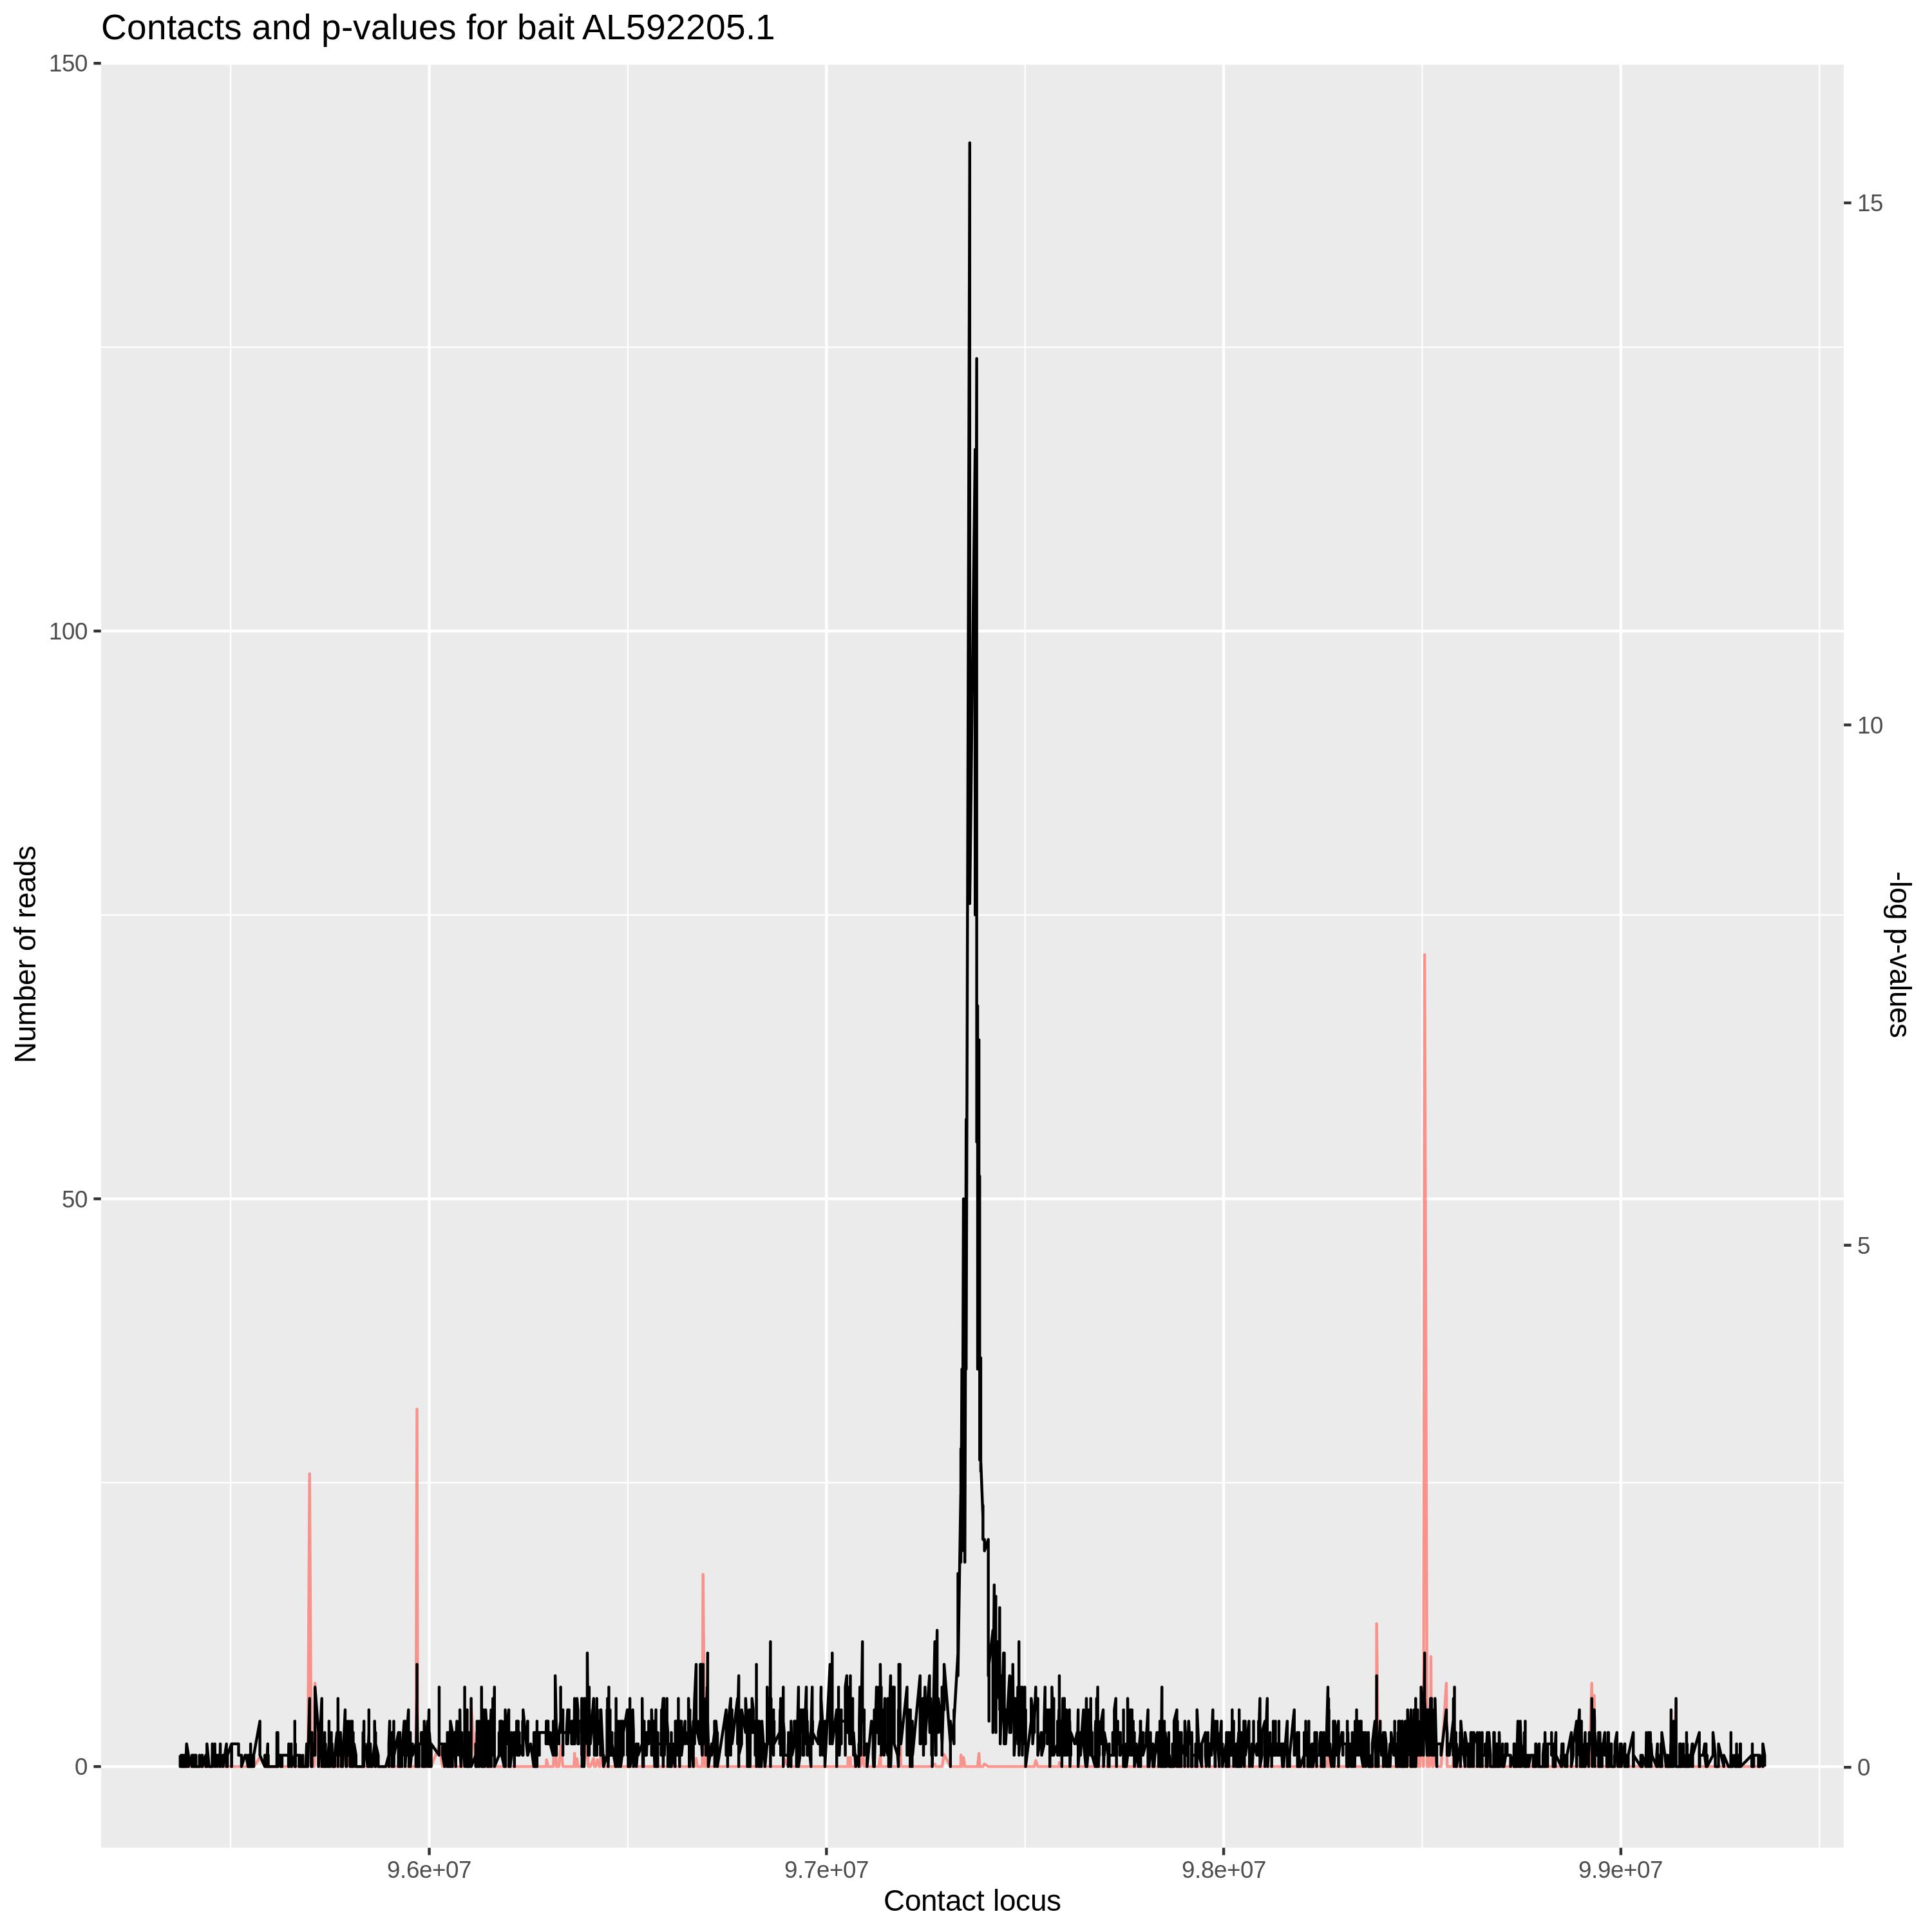 Contacts and p-values for bait AL592205.1
150
100
50
0
Number of reads
15
10
5
0
-log p-values
9.6e+07
9.7e+07
9.8e+07
9.9e+07
Contact locus